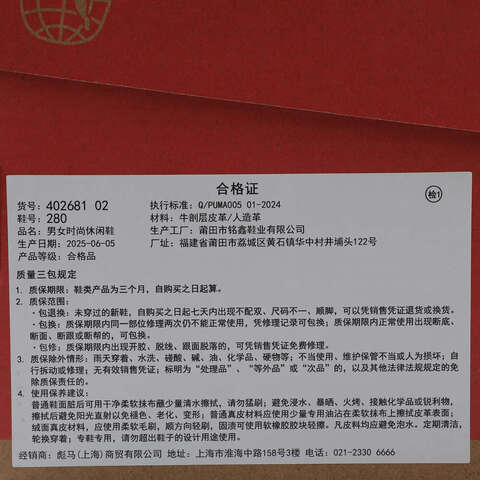 合格证
检1
货号: 402681 02
鞋号: 280
品名: 男女时尚休闲鞋
生产日期: 2025-06-05
产品等级: 合格品
执行标准: Q/PUMA005 01-2024
材料: 牛剖层皮革/人造革
生产工厂: 莆田市铭鑫鞋业有限公司
厂址: 福建省莆田市荔城区黄石镇华中村井埔头122号
质量三包规定
1. 质保期限: 鞋类产品为三个月, 自购买之日起算。
2. 质保范围:
・包退换: 未穿过的新鞋, 自购买之日起七天内出现不配双、尺码不一、顺脚, 可以凭销售凭证退货或换货。
・包换: 质保期限内同一部位修理两次仍不能正常使用, 凭修理记录可包换; 质保期限内正常使用出现断底、
断面、断跟或断帮的, 可包换。
・包修: 质保期限内出现开胶、脱线、跟面脱落的, 可凭销售凭证免费修理。
3. 质保除外情形: 雨天穿着、水洗、碰酸、碱、油、化学品、硬物等; 不当使用、维护保管不当或人为损坏; 自
行拆动或修理; 无有效销售凭证; 标明为“处理品”、“等外品”或“次品”的, 以及其他法律法规规定的免
除质保责任。
4. 使用保养建议:
普通鞋面脏后可用干净柔软抹布蘸少量清水擦拭, 请勿猛刷; 避免浸水、暴晒、火烤、接触化学品或锐利物,
擦拭后避免阳光直射以免褪色、老化、变形; 普通真皮材料应使用少量专用油沾在柔软抹布上擦拭皮革表面;
绒面真皮材料, 应使用柔软毛刷, 顺方向轻刷, 固渍可使用软橡胶胶块轻擦。凡皮料均应避免泡水。定期清洁,
轮换穿着; 专鞋专用, 请勿超出鞋子的设计用途使用。
经销商: 彪马(上海)商贸有限公司 地址: 上海市淮海中路158号3楼 电话: 021-2330 6666